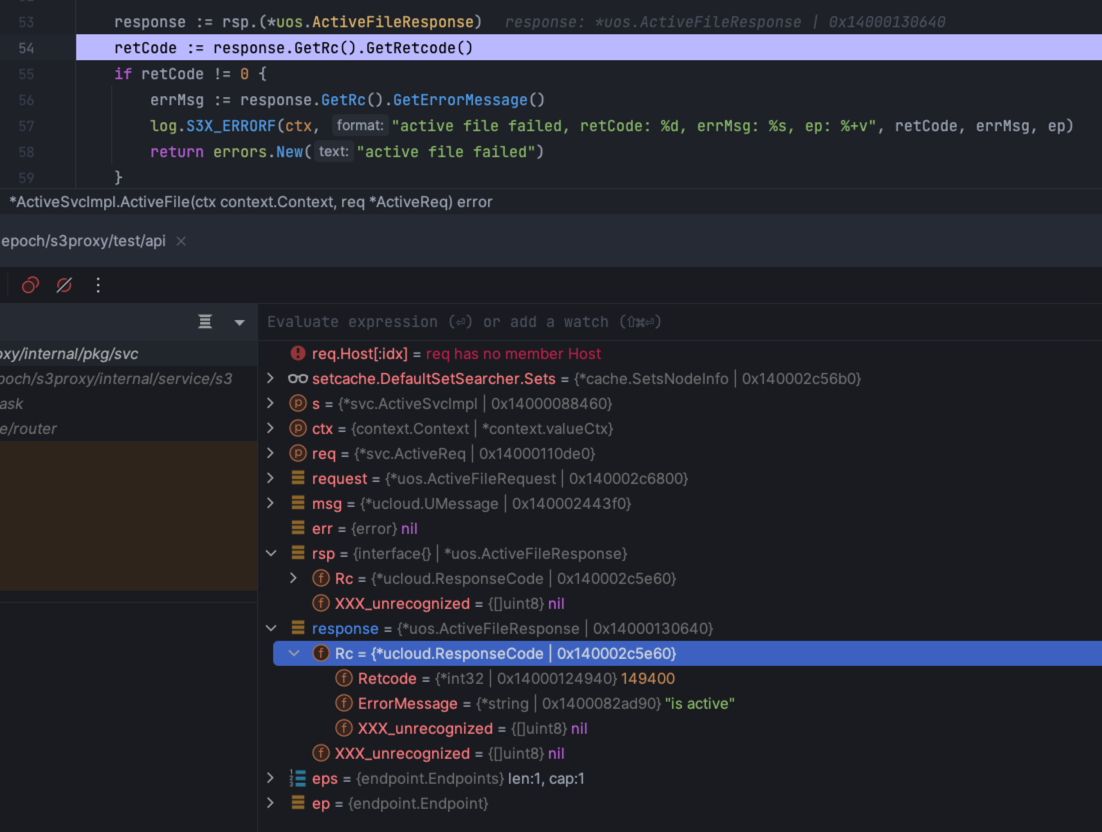 53 response := rsp.(*uos.ActiveFileResponse) response: *uos.ActiveFileResponse | 0x14000130640
54 retCode := response.GetRc().GetRetcode()
55 if retCode != 0 {
56 errMsg := response.GetRc().GetErrorMessage()
57 log.S3X_ERRORF(ctx, format: "active file failed, retCode: %d, errMsg: %s, ep: %+v", retCode, errMsg, ep)
58 return errors.New( text: "active file failed")
59 }
*ActiveSvcImpl.ActiveFile(ctx context.Context, req *ActiveReq) error
epoch/s3proxy/test/api
Evaluate expression (⏎) or add a watch (⇧⌘⏎)
oxy/internal/pkg/svc
req.Host[:idx] = req has no member Host
poch/s3proxy/internal/service/s3
setcache.DefaultSetSearcher.Sets = {*cache.SetsNodeInfo | 0x140002c56b0}
ask
s = {*svc.ActiveSvcImpl | 0x14000088460}
e/router
ctx = {context.Context | *context.valueCtx}
req = {*svc.ActiveReq | 0x14000110de0}
request = {*uos.ActiveFileRequest | 0x140002c6800}
msg = {*ucloud.UMessage | 0x140002443f0}
err = {error} nil
rsp = {interface{} | *uos.ActiveFileResponse}
Rc = {*ucloud.ResponseCode | 0x140002c5e60}
XXX_unrecognized = {[]uint8} nil
response = {*uos.ActiveFileResponse | 0x14000130640}
Rc = {*ucloud.ResponseCode | 0x140002c5e60}
Retcode = {*int32 | 0x14000124940} 149400
ErrorMessage = {*string | 0x1400082ad90} "is active"
XXX_unrecognized = {[]uint8} nil
XXX_unrecognized = {[]uint8} nil
eps = {endpoint.Endpoints} len:1, cap:1
ep = {endpoint.Endpoint}